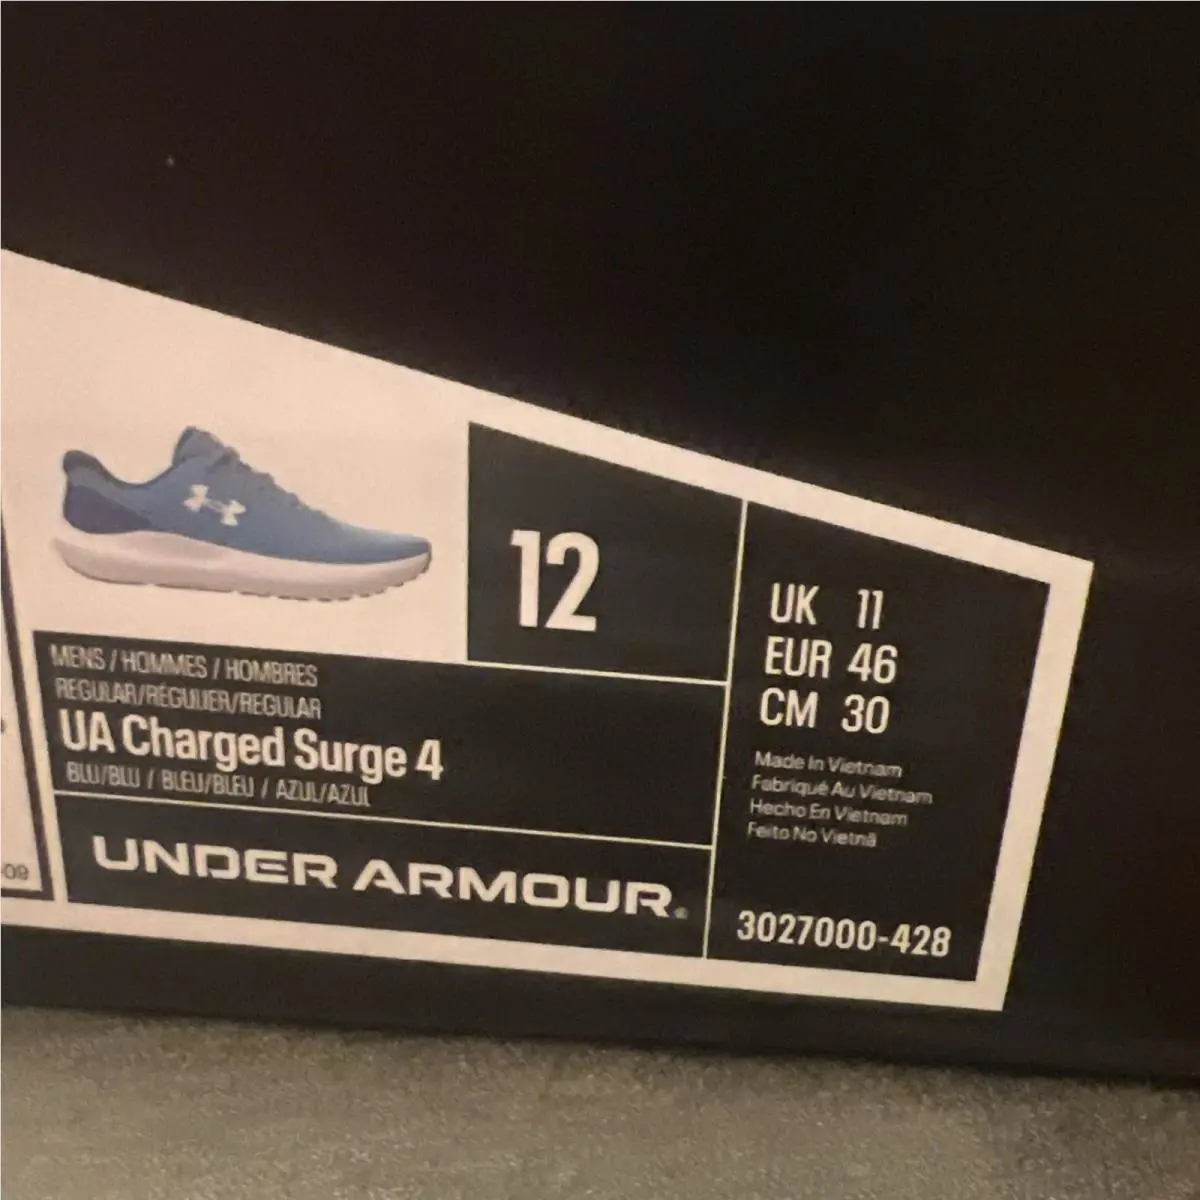 12
UK 11
EUR 46
CM 30
MENS / HOMMES / HOMBRES
REGULAR/RÉGULIER/REGULAR
UA Charged Surge 4
BLU/BLU / BLEU/BLEU / AZUL/AZUL
Made In Vietnam
Fabriqué Au Vietnam
Hecho En Vietnam
Feito No Vietnã
UNDER ARMOUR®
3027000-428
-09